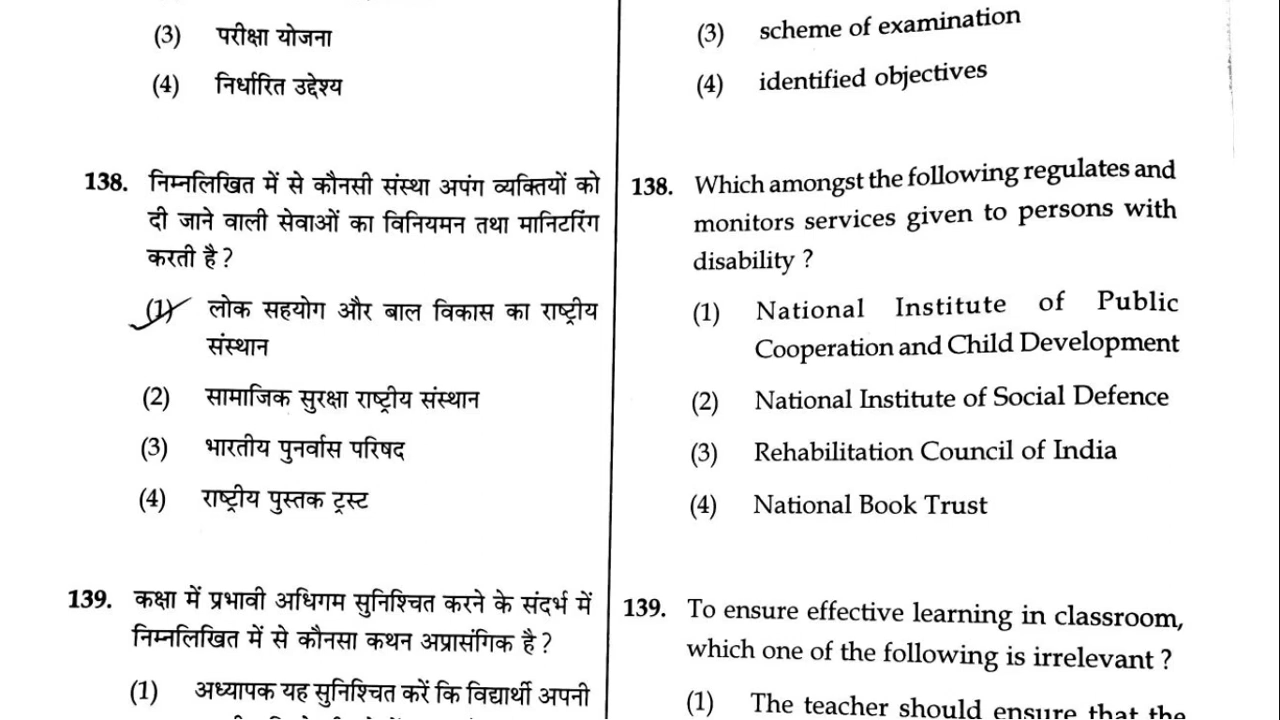 (3) परीक्षा योजना
(4) निर्धारित उद्देश्य
138. निम्नलिखित में से कौनसी संस्था अपंग व्यक्तियों को
दी जाने वाली सेवाओं का विनियमन तथा मानिटरिंग
करती है ?
(1) लोक सहयोग और बाल विकास का राष्ट्रीय
संस्थान
(2) सामाजिक सुरक्षा राष्ट्रीय संस्थान
(3) भारतीय पुनर्वास परिषद
(4) राष्ट्रीय पुस्तक ट्रस्ट
139. कक्षा में प्रभावी अधिगम सुनिश्चित करने के संदर्भ में
निम्नलिखित में से कौनसा कथन अप्रासंगिक है ?
(1) अध्यापक यह सुनिश्चित करें कि विद्यार्थी अपनी
(3) scheme of examination
(4) identified objectives
138. Which amongst the following regulates and
monitors services given to persons with
disability ?
(1) National Institute of Public
Cooperation and Child Development
(2) National Institute of Social Defence
(3) Rehabilitation Council of India
(4) National Book Trust
139. To ensure effective learning in classroom,
which one of the following is irrelevant ?
(1) The teacher should ensure that the